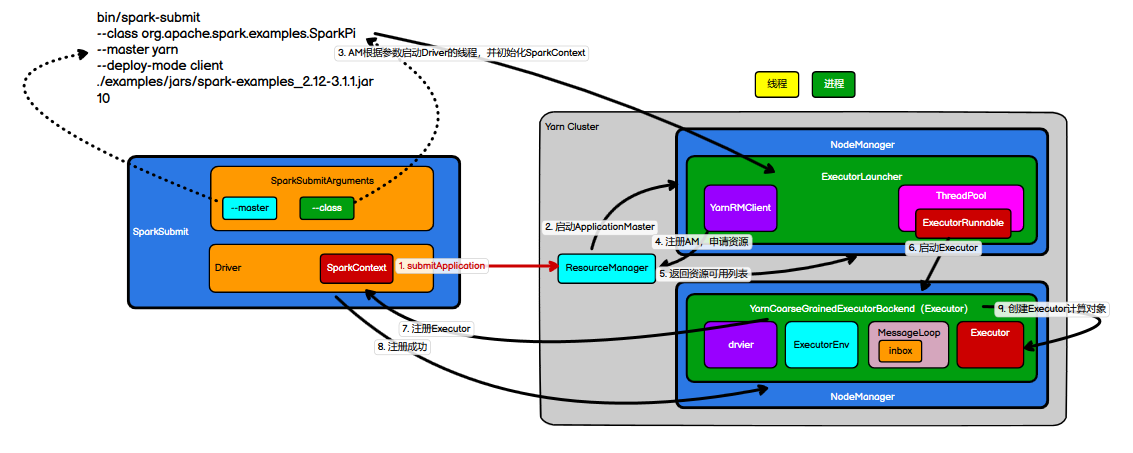 bin/spark-submit
--class org.apache.spark.examples.SparkPi
--master yarn
--deploy-mode client
./examples/jars/spark-examples_2.12-3.1.1.jar
10
3. AM根据参数启动Driver的线程，并初始化SparkContext
线程
进程
Yarn Cluster
NodeManager
ExecutorLauncher
YarnRMClient
ThreadPool
ExecutorRunnable
SparkSubmitArguments
--master
--class
SparkSubmit
Driver
SparkContext
1. submitApplication
2. 启动ApplicationMaster
ResourceManager
4. 注册AM，申请资源
5. 返回资源可用列表
6. 启动Executor
7. 注册Executor
8. 注册成功
YarnCoarseGrainedExecutorBackend（Executor）
9. 创建Executor计算对象
drvier
ExecutorEnv
MessageLoop
inbox
Executor
NodeManager